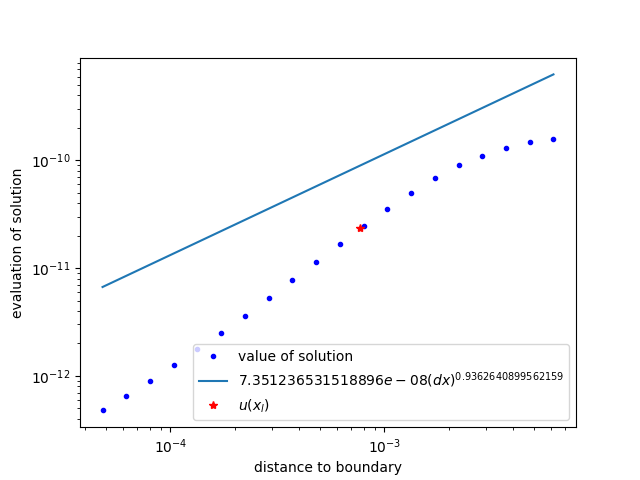 10⁻¹⁰
10⁻¹¹
10⁻¹²
evaluation of solution
value of solution
7.351236531518896e − 08(dx)^0.9362640899562159
u(x_l)
10⁻⁴
10⁻³
distance to boundary